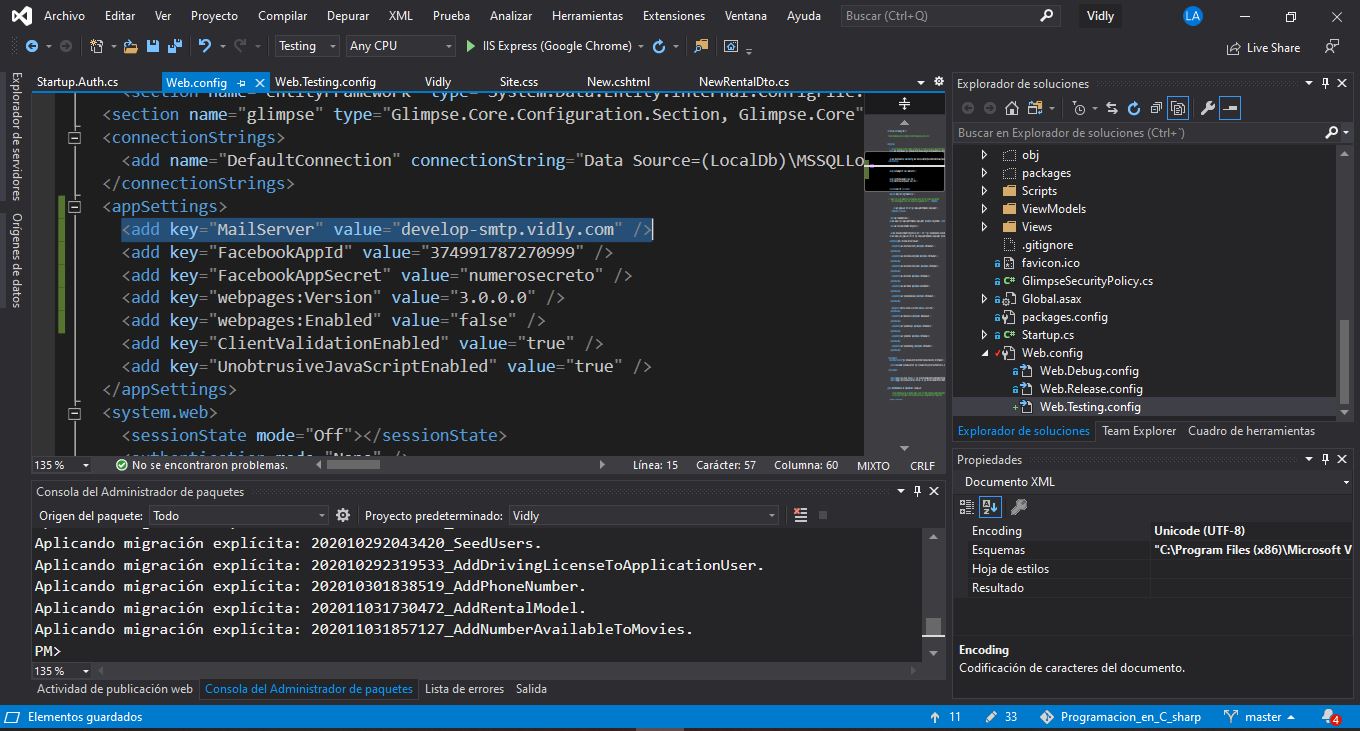 Archivo Editar Ver Proyecto Compilar Depurar XML Prueba Analizar Herramientas Extensiones Ventana Ayuda Buscar (Ctrl+Q) Vidly LA
Testing Any CPU IIS Express (Google Chrome) Live Share
Explorador de servidores
Orígenes de datos
Startup.Auth.cs Web.config Web.Testing.config Vidly Site.css New.cshtml NewRentalDto.cs
<section name="glimpse" type="Glimpse.Core.Configuration.Section, Glimpse.Core"
<connectionStrings>
<add name="DefaultConnection" connectionString="Data Source=(LocalDb)\MSSQLLo
</connectionStrings>
<appSettings>
<add key="MailServer" value="develop-smtp.vidly.com" />
<add key="FacebookAppId" value="374991787270999" />
<add key="FacebookAppSecret" value="numerosecreto" />
<add key="webpages:Version" value="3.0.0.0" />
<add key="webpages:Enabled" value="false" />
<add key="ClientValidationEnabled" value="true" />
<add key="UnobtrusiveJavaScriptEnabled" value="true" />
</appSettings>
<system.web>
<sessionState mode="Off"></sessionState>
135 % No se encontraron problemas. Línea: 15 Carácter: 57 Columna: 60 MIXTO CRLF
Consola del Administrador de paquetes
Origen del paquete: Todo Proyecto predeterminado: Vidly
Aplicando migración explícita: 202010292043420_SeedUsers.
Aplicando migración explícita: 202010292319533_AddDrivingLicenseToApplicationUser.
Aplicando migración explícita: 202010301838519_AddPhoneNumber.
Aplicando migración explícita: 202011031730472_AddRentalModel.
Aplicando migración explícita: 202011031857127_AddNumberAvailableToMovies.
PM>
135 %
Actividad de publicación web Consola del Administrador de paquetes Lista de errores Salida
Explorador de soluciones
Buscar en Explorador de soluciones (Ctrl+¨)
obj
packages
Scripts
ViewModels
Views
.gitignore
favicon.ico
C# GlimpseSecurityPolicy.cs
Global.asax
packages.config
C# Startup.cs
Web.config
Web.Debug.config
Web.Release.config
Web.Testing.config
Explorador de soluciones Team Explorer Cuadro de herramientas
Propiedades
Documento XML
Encoding Unicode (UTF-8)
Esquemas "C:\Program Files (x86)\Microsoft V
Hoja de estilos
Resultado
Encoding
Codificación de caracteres del documento.
Elementos guardados 11 33 Programacion_en_C_sharp master 4